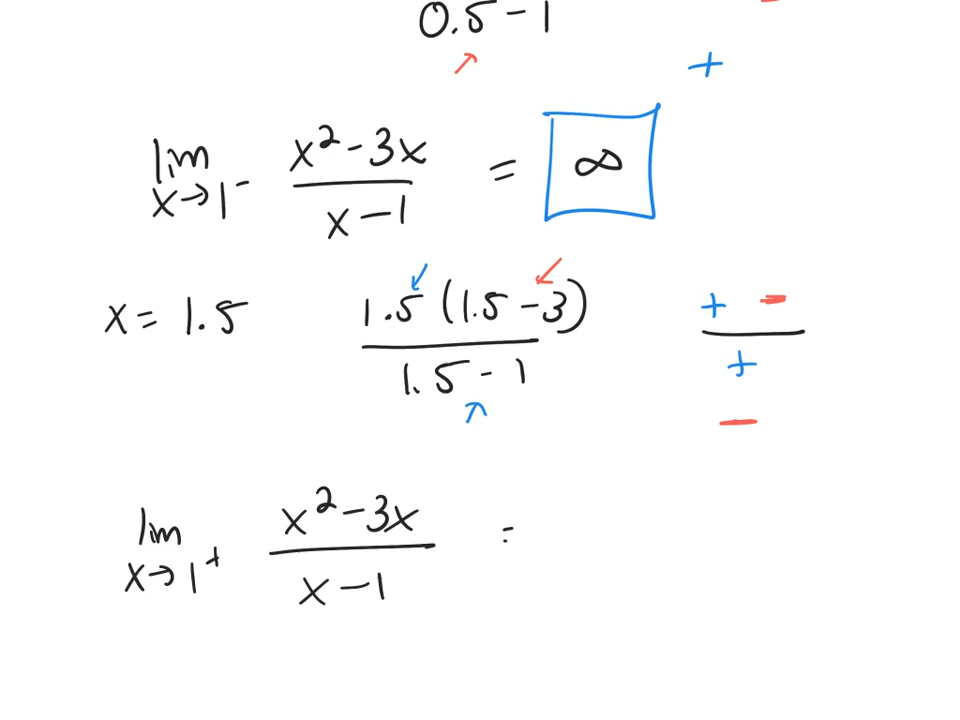 0.5 - 1
+
lim x→1⁻ (x² - 3x)/(x - 1) = ∞
x = 1.5   1.5 (1.5 - 3)/(1.5 - 1)   + -/+
-
lim x→1⁺ (x² - 3x)/(x - 1) =